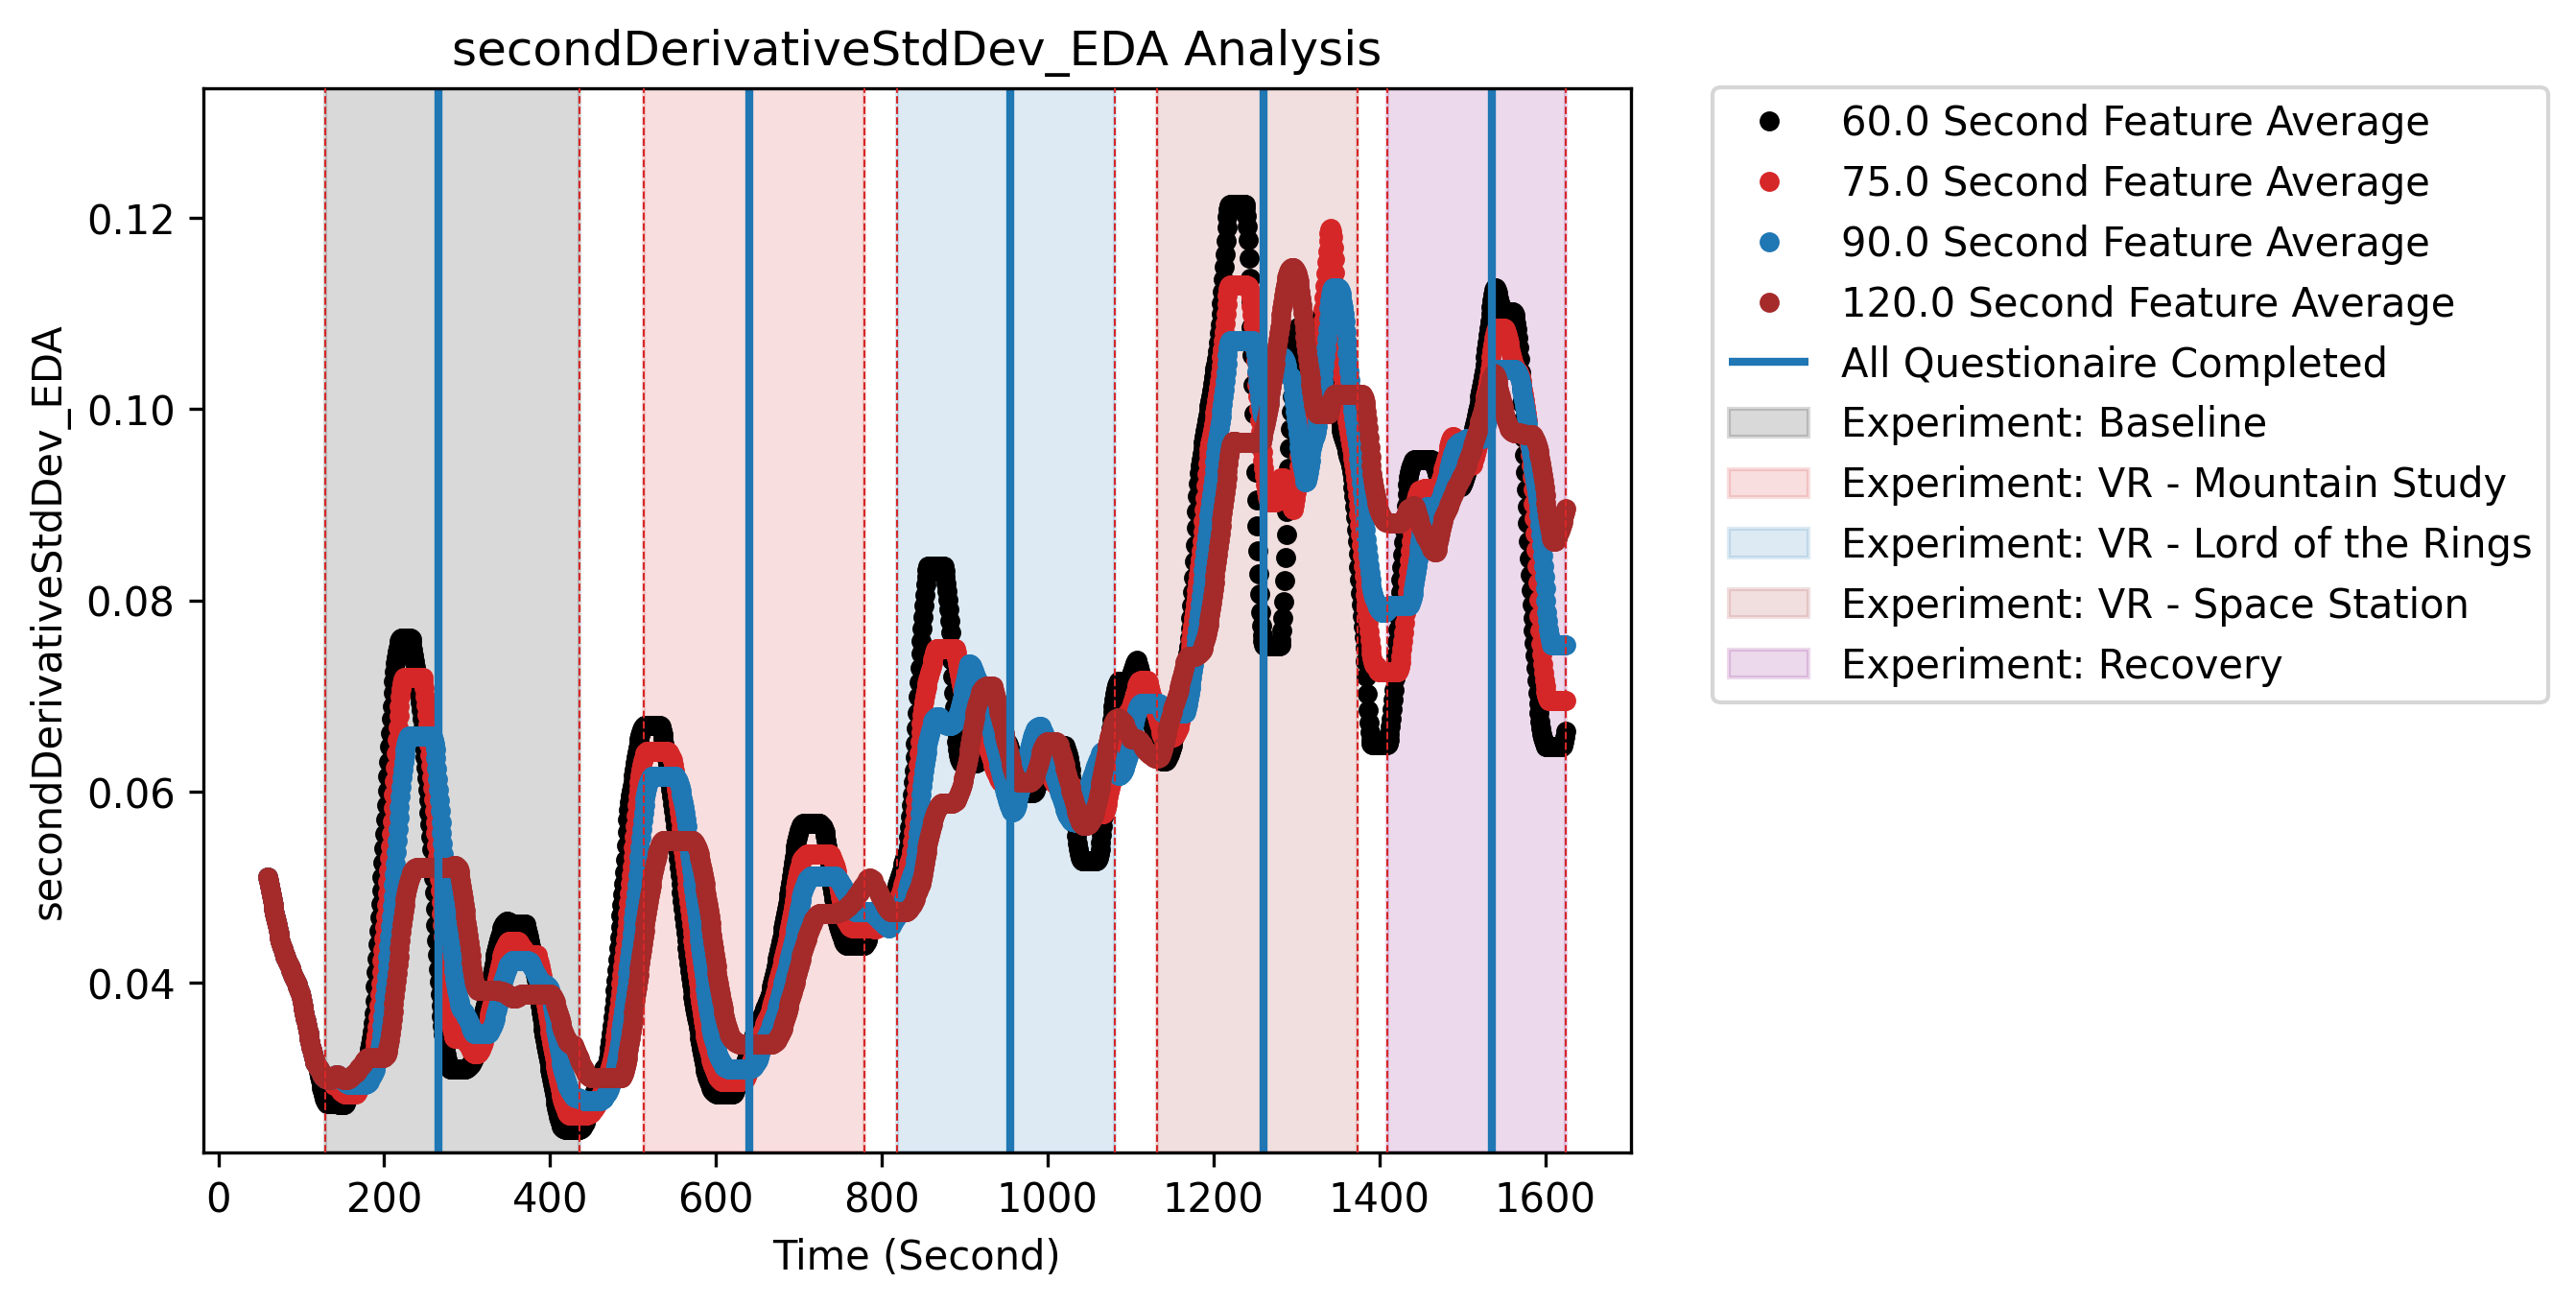 secondDerivativeStdDev_EDA Analysis
secondDerivativeStdDev_EDA
0.12
0.10
0.08
0.06
0.04
0 200 400 600 800 1000 1200 1400 1600
Time (Second)
60.0 Second Feature Average
75.0 Second Feature Average
90.0 Second Feature Average
120.0 Second Feature Average
All Questionaire Completed
Experiment: Baseline
Experiment: VR - Mountain Study
Experiment: VR - Lord of the Rings
Experiment: VR - Space Station
Experiment: Recovery